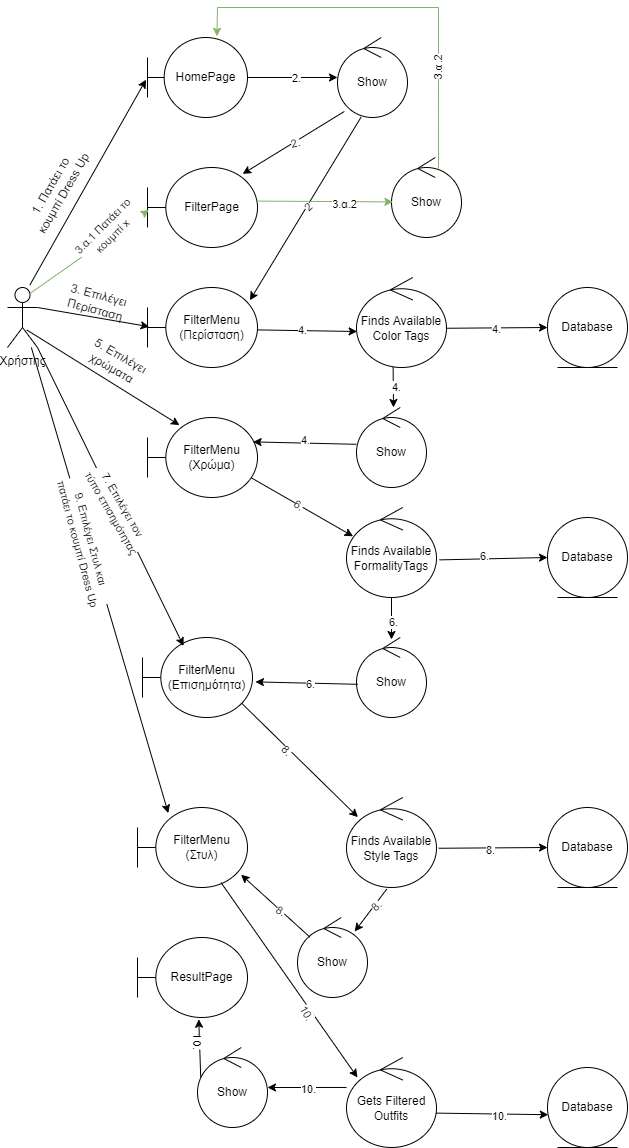 3.α.2
HomePage
2.
Show
1. Πατάει το
κουμπί Dress Up
2.
3.α.1 Πατάει το
κουμπί x
FilterPage
2
3.α.2
Show
3. Επιλέγει
Περίσταση
FilterMenu
(Περίσταση)
4.
Finds Available
Color Tags
4.
Database
Χρήστης
5. Επιλέγει
χρώματα
4.
FilterMenu
(Χρώμα)
4.
Show
7. Επιλέγει τον
τύπο επισημότητας
9. Επιλέγει Στυλ και
πατάει το κουμπί Dress Up
6.
Finds Available
FormalityTags
6.
Database
6.
FilterMenu
(Επισημότητα)
6.
Show
8.
FilterMenu
(Στυλ)
Finds Available
Style Tags
8.
Database
8.
8.
Show
ResultPage
10.
10.
Show
10.
Gets Filtered
Outfits
10.
Database